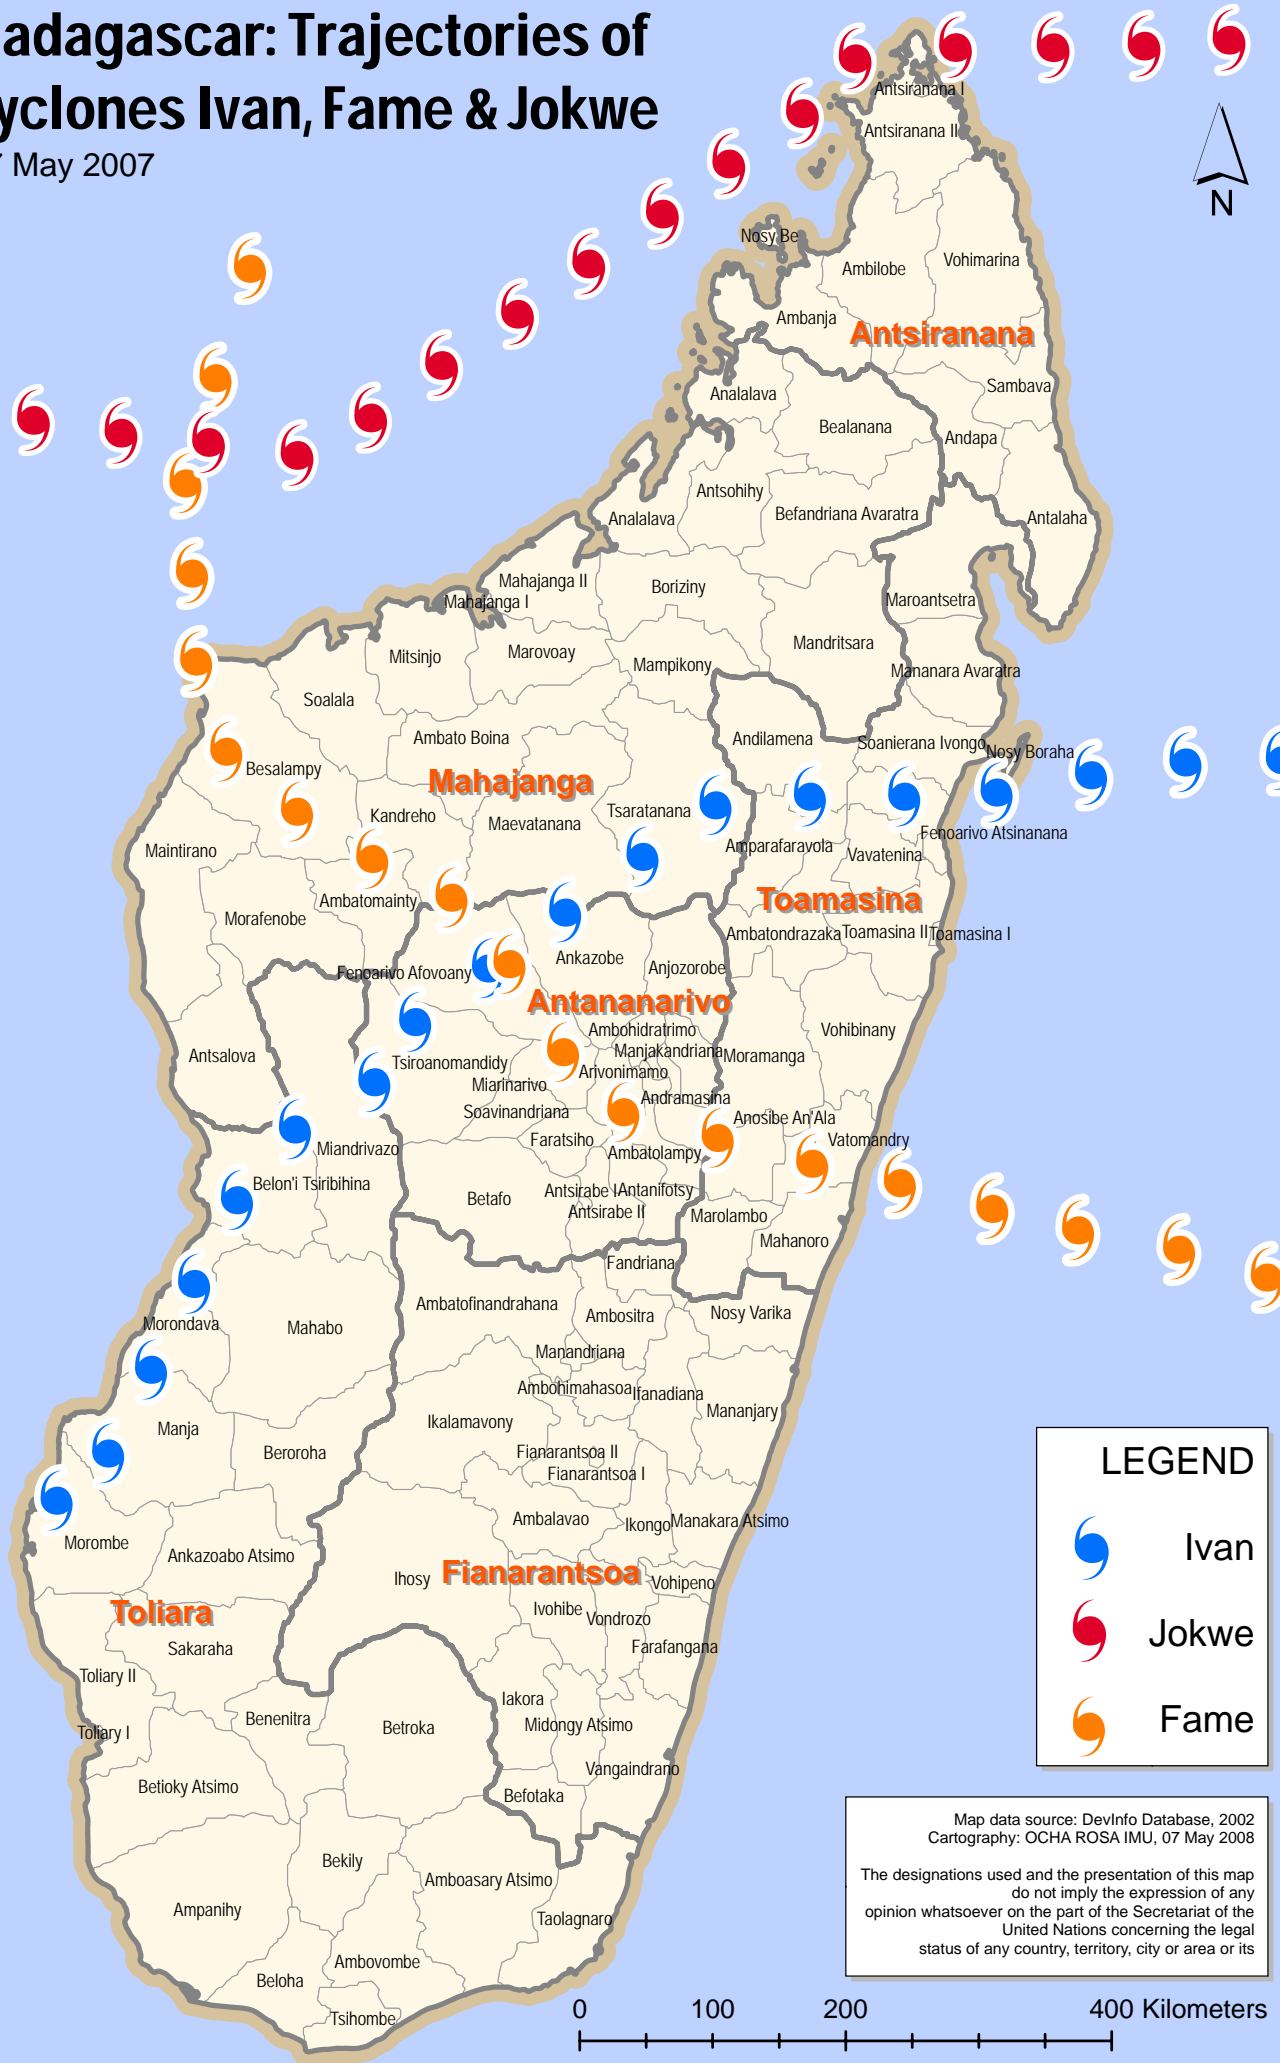 adagascar: Trajectories of
yclones Ivan, Fame & Jokwe
7 May 2007
N
Antsiranana I
Antsiranana II
Nosy Be
Ambilobe
Vohimarina
Ambanja
Antsiranana
Analalava
Sambava
Bealanana
Andapa
Antsohihy
Analalava
Befandriana Avaratra
Antalaha
Mahajanga II
Mahajanga I
Boriziny
Maroantsetra
Mitsinjo
Marovoay
Mampikony
Mandritsara
Mananara Avaratra
Soalala
Ambato Boina
Andilamena
Soanierana Ivongo
Nosy Boraha
Besalampy
Mahajanga
Kandreho
Maevatanana
Tsaratanana
Fenoarivo Atsinanana
Maintirano
Amparafaravola
Vavatenina
Ambatomainty
Toamasina
Morafenobe
Ambatondrazaka
Toamasina II
Toamasina I
Fenoarivo Afovoany
Ankazobe
Anjozorobe
Antananarivo
Ambohidratrimo
Vohibinany
Antsalova
Manjakandriana
Moramanga
Tsiroanomandidy
Arivonimamo
Miarinarivo
Andramasina
Soavinandriana
Anosibe An'Ala
Faratsiho
Vatomandry
Miandrivazo
Ambatolampy
Belon'i Tsiribihina
Betafo
Antsirabe I
Antanifotsy
Antsirabe II
Marolambo
Mahanoro
Fandriana
Ambatofinandrahana
Ambositra
Nosy Varika
Morondava
Mahabo
Manandriana
Ambohimahasoa
Ifanadiana
Mananjary
Manja
Ikalamavony
Beroroha
Fianarantsoa II
Fianarantsoa I
Morombe
Ankazoabo Atsimo
Ambalavao
Ikongo
Manakara Atsimo
Ihosy
Fianarantsoa
Vohipeno
Toliara
Ivohibe
Vondrozo
Sakaraha
Farafangana
Toliary II
Iakora
Benenitra
Betroka
Midongy Atsimo
Toliary I
Vangaindrano
Betioky Atsimo
Befotaka
Bekily
Amboasary Atsimo
Ampanihy
Taolagnaro
Ambovombe
Beloha
Tsihombe
LEGEND
Ivan
Jokwe
Fame
Map data source: DevInfo Database, 2002
Cartography: OCHA ROSA IMU, 07 May 2008
The designations used and the presentation of this map
do not imply the expression of any
opinion whatsoever on the part of the Secretariat of the
United Nations concerning the legal
status of any country, territory, city or area or its
0 100 200 400 Kilometers